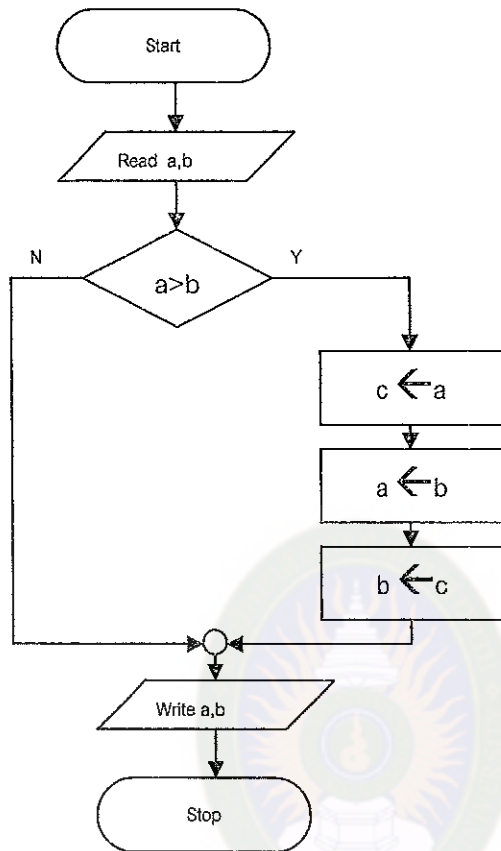 Start
Read a,b
N
a>b
Y
c ← a
a ← b
b ← c
Write a,b
Stop